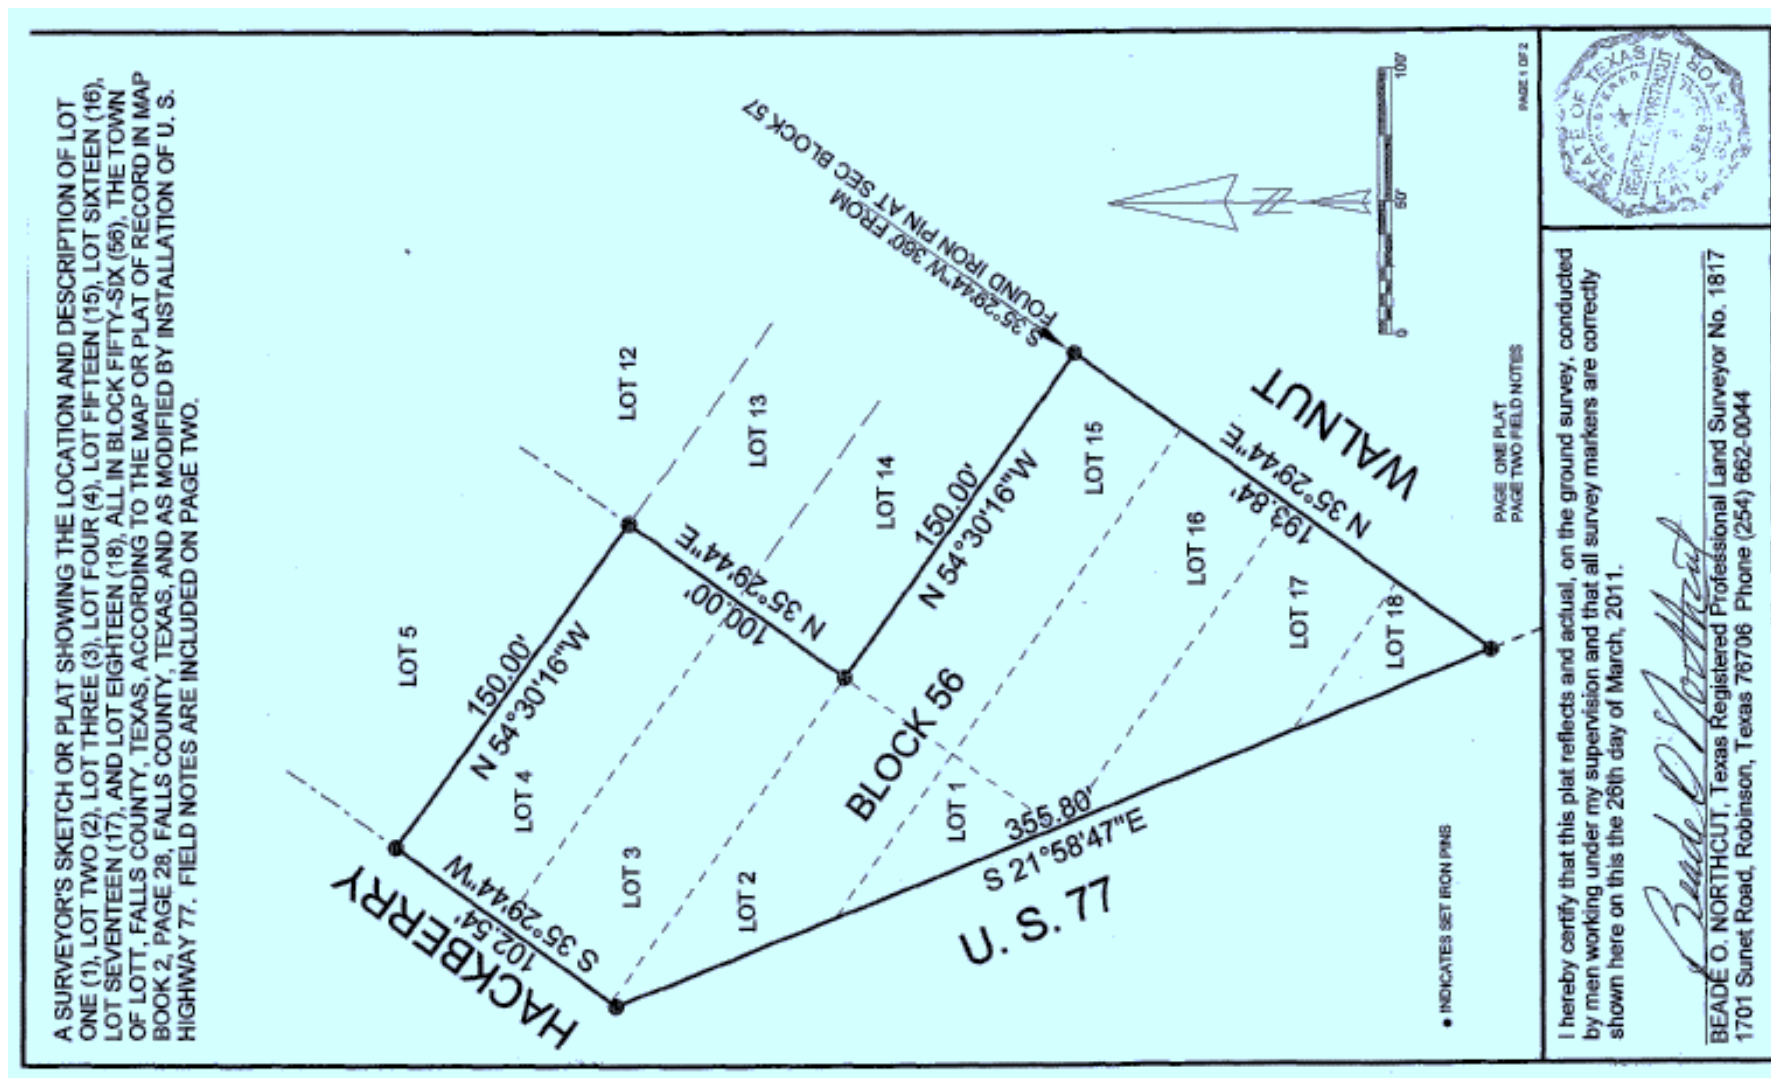 A SURVEYOR'S SKETCH OR PLAT SHOWING THE LOCATION AND DESCRIPTION OF LOT
ONE (1), LOT TWO (2), LOT THREE (3), LOT FOUR (4), LOT FIFTEEN (15), LOT SIXTEEN (16),
LOT SEVENTEEN (17), AND LOT EIGHTEEN (18), ALL IN BLOCK FIFTY-SIX (56), THE TOWN
OF LOTT, FALLS COUNTY, TEXAS, ACCORDING TO THE MAP OR PLAT OF RECORD IN MAP
BOOK 2, PAGE 28, FALLS COUNTY, TEXAS, AND AS MODIFIED BY INSTALLATION OF U. S.
HIGHWAY 77. FIELD NOTES ARE INCLUDED ON PAGE TWO.
LOT 5
LOT 12
150.00'
N 54°30'16"W
HACKBERRY
102.54'
S 35°29'44"W
LOT 4
LOT 3
LOT 2
LOT 1
LOT 13
LOT 14
N 35°29'44"E
100.00'
150.00'
N 54°30'16"W
S 35°29'44"W 360' FROM
FOUND IRON PIN AT SEC BLOCK 57
BLOCK 56
LOT 15
LOT 16
LOT 17
LOT 18
193.84'
N 35°29'44"E
WALNUT
355.80'
S 21°58'47"E
U. S. 77
N
0
50'
100'
● INDICATES SET IRON PINS
PAGE ONE PLAT
PAGE TWO FIELD NOTES
PAGE 1 OF 2
I hereby certify that this plat reflects and actual, on the ground survey, conducted
by men working under my supervision and that all survey markers are correctly
shown here on this the 26th day of March, 2011.
Beade O Northcut
BEADE O. NORTHCUT, Texas Registered Professional Land Surveyor No. 1817
1701 Sunet Road, Robinson, Texas 76706 Phone (254) 662-0044
STATE OF TEXAS